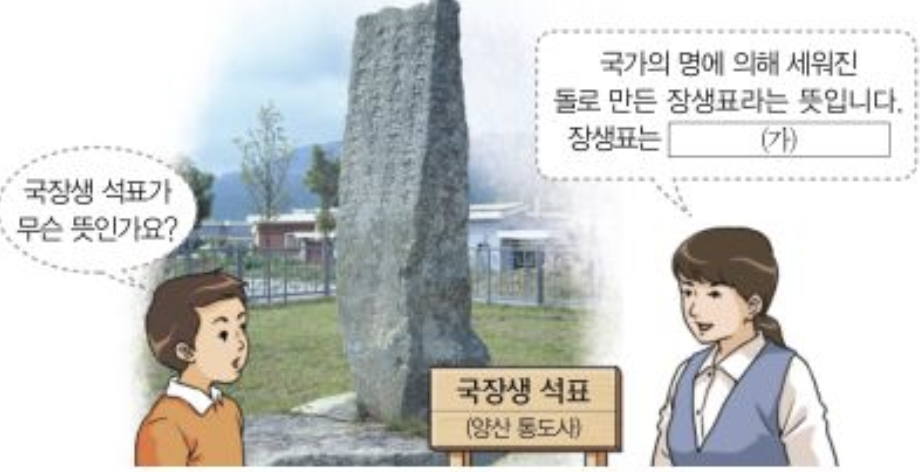 국장생 석표가
무슨 뜻인가요?
국가의 명에 의해 세워진
돌로 만든 장생표라는 뜻입니다.
장생표는 (가)
국장생 석표
(양산 통도사)